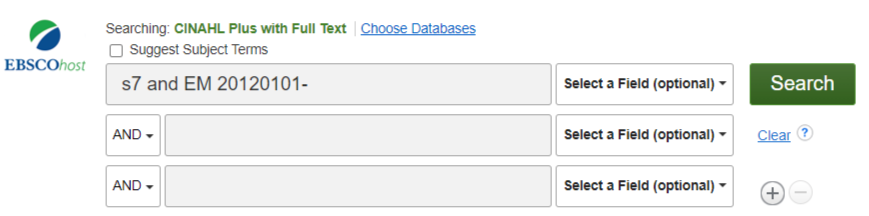 Searching: CINAHL Plus with Full Text | Choose Databases
Suggest Subject Terms
EBSCOhost
s7 and EM 20120101-
Select a Field (optional)
Search
AND
Select a Field (optional)
Clear ?
AND
Select a Field (optional)